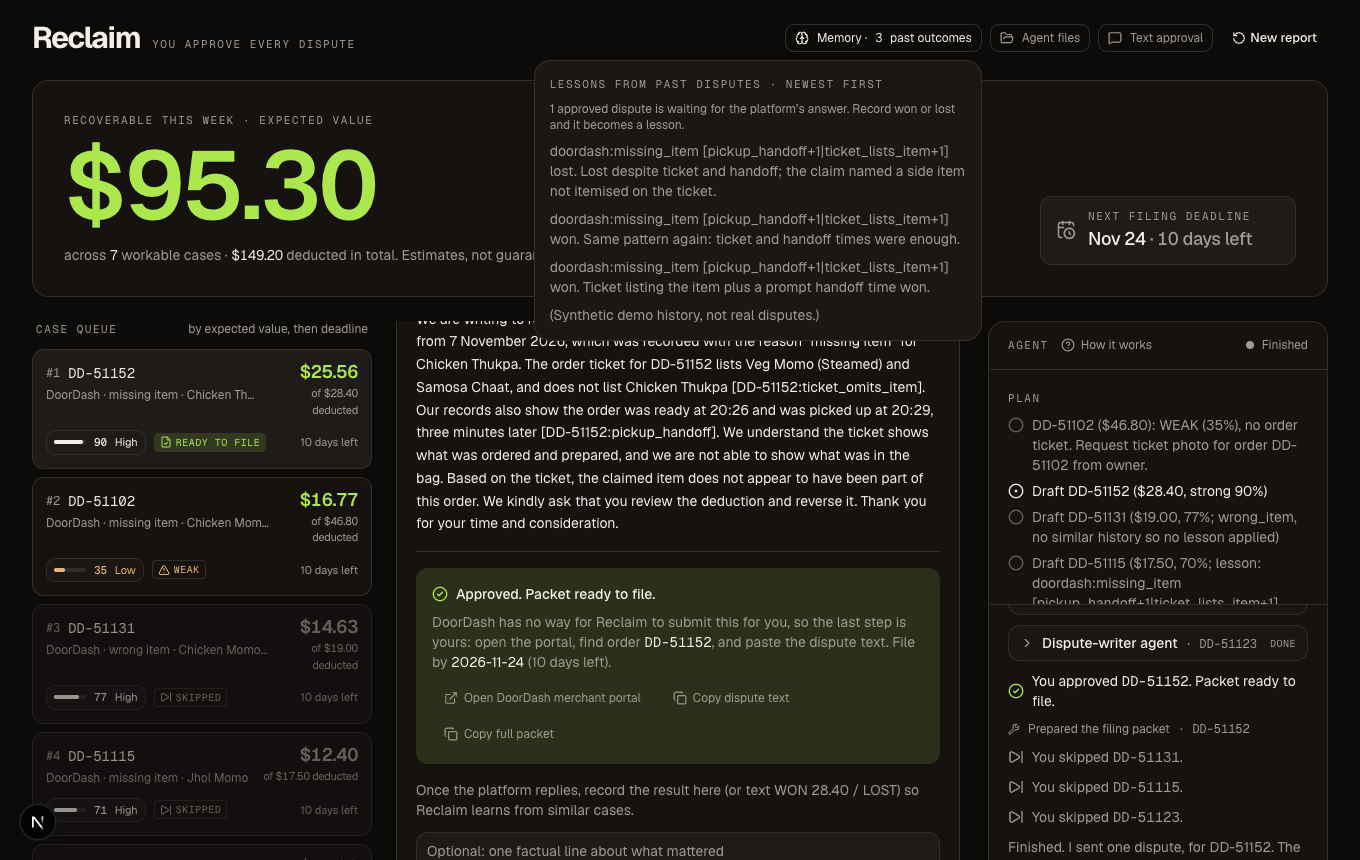 Reclaim YOU APPROVE EVERY DISPUTE
Memory · 3 past outcomes
Agent files
Text approval
New report
LESSONS FROM PAST DISPUTES · NEWEST FIRST
1 approved dispute is waiting for the platform's answer. Record won or lost
and it becomes a lesson.
doordash:missing_item [pickup_handoff+1|ticket_lists_item+1]
lost. Lost despite ticket and handoff; the claim named a side item
not itemised on the ticket.
doordash:missing_item [pickup_handoff+1|ticket_lists_item+1]
won. Same pattern again: ticket and handoff times were enough.
doordash:missing_item [pickup_handoff+1|ticket_lists_item+1]
won. Ticket listing the item plus a prompt handoff time won.
(Synthetic demo history, not real disputes.)
RECOVERABLE THIS WEEK · EXPECTED VALUE
$95.30
across 7 workable cases · $149.20 deducted in total. Estimates, not
NEXT FILING DEADLINE
Nov 24 · 10 days left
CASE QUEUE
by expected value, then deadline
#1 DD-51152
$25.56
DoorDash · missing item · Chicken Th…
of $28.40
deducted
90 High
READY TO FILE
10 days left
#2 DD-51102
$16.77
DoorDash · missing item · Chicken Mom…
of $46.80
deducted
35 Low
WEAK
10 days left
#3 DD-51131
$14.63
DoorDash · wrong item · Chicken Momo…
of $19.00
deducted
77 High
SKIPPED
10 days left
#4 DD-51115
$12.40
DoorDash · missing item · Jhol Momo
of $17.50 deducted
71 High
SKIPPED
10 days left
N
We are writing to
from 7 November 2026, which was recorded with the reason "missing item" for
Chicken Thukpa. The order ticket for DD-51152 lists Veg Momo (Steamed) and
Samosa Chaat, and does not list Chicken Thukpa [DD-51152:ticket_omits_item].
Our records also show the order was ready at 20:26 and was picked up at 20:29,
three minutes later [DD-51152:pickup_handoff]. We understand the ticket shows
what was ordered and prepared, and we are not able to show what was in the
bag. Based on the ticket, the claimed item does not appear to have been part of
this order. We kindly ask that you review the deduction and reverse it. Thank you
for your time and consideration.
Approved. Packet ready to file.
DoorDash has no way for Reclaim to submit this for you, so the last step is
yours: open the portal, find order DD-51152, and paste the dispute text. File
by 2026-11-24 (10 days left).
Open DoorDash merchant portal
Copy dispute text
Copy full packet
Once the platform replies, record the result here (or text WON 28.40 / LOST) so
Reclaim learns from similar cases.
Optional: one factual line about what mattered
AGENT
How it works
Finished
PLAN
DD-51102 ($46.80): WEAK (35%), no order
ticket. Request ticket photo for order DD-
51102 from owner.
Draft DD-51152 ($28.40, strong 90%)
Draft DD-51131 ($19.00, 77%; wrong_item,
no similar history so no lesson applied)
Draft DD-51115 ($17.50, 70%; lesson:
doordash:missing_item
[pickup_handoff+1|ticket_lists_item+1]
Dispute-writer agent · DD-51123 DONE
You approved DD-51152. Packet ready to
file.
Prepared the filing packet · DD-51152
You skipped DD-51131.
You skipped DD-51115.
You skipped DD-51123.
Finished. I sent one dispute, for DD-51152. The